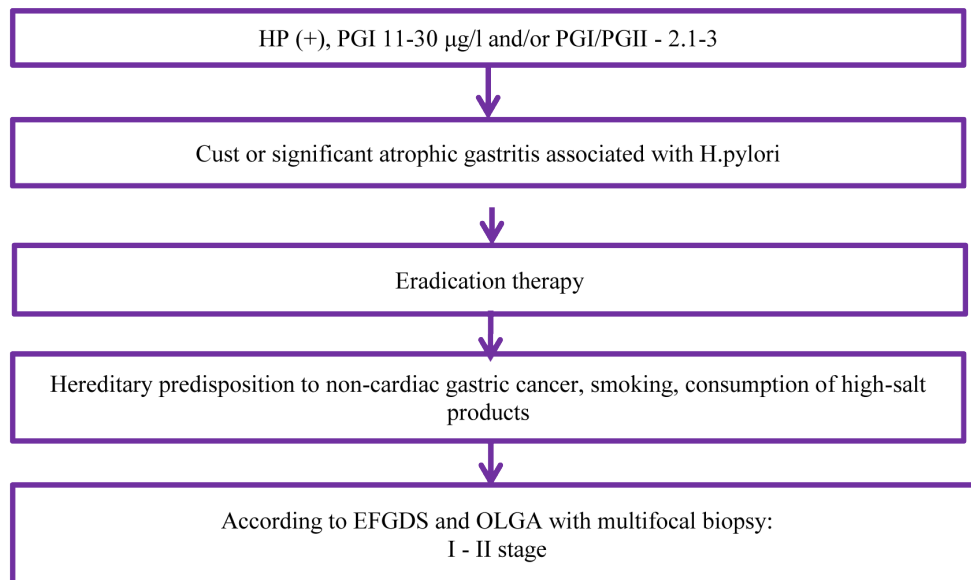 HP (+), PGI 11-30 µg/l and/or PGI/PGII - 2.1-3
Cust or significant atrophic gastritis associated with H.pylori
Eradication therapy
Hereditary predisposition to non-cardiac gastric cancer, smoking, consumption of high-salt
products
According to EFGDS and OLGA with multifocal biopsy:
I - II stage